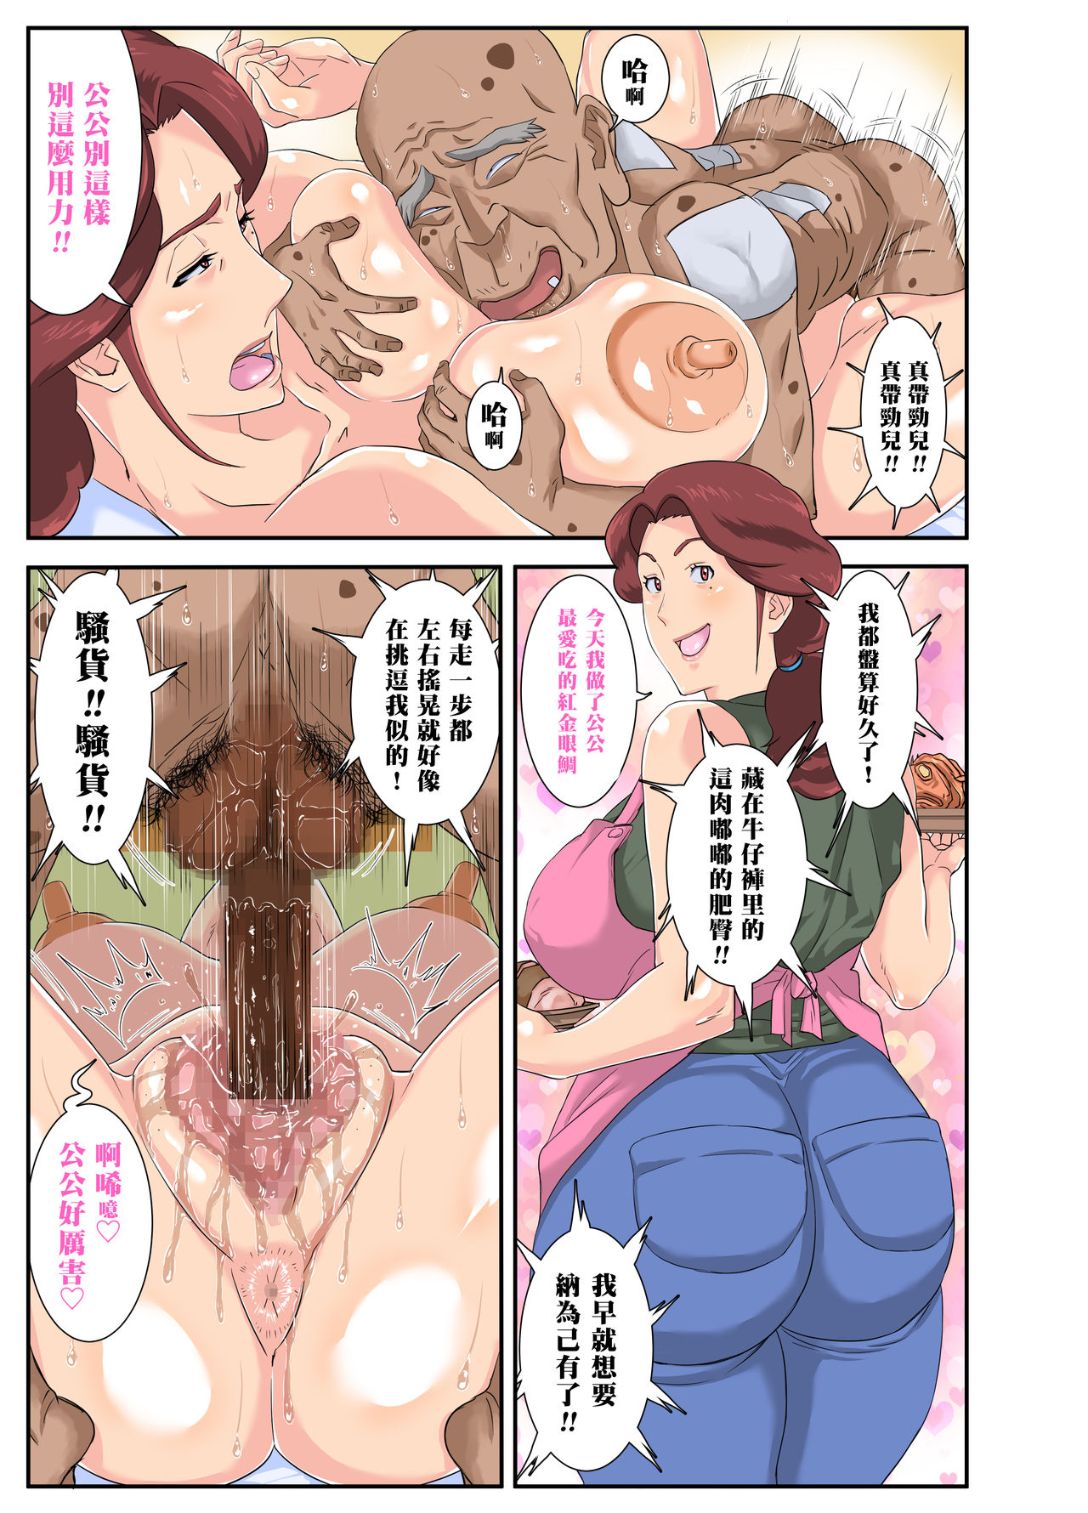 真帶勁兒!!
真帶勁兒!!
哈
啊
哈
啊
公公別這樣
別這麼用力!!
我都盤算好久了!
藏在牛仔褲里的
這肉嘟嘟的肥臀!!
今天我做了公公
最愛吃的紅金眼鯛
我早就想要
納為己有了!!
每走一步都
左右搖晃就好像
在挑逗我似的!
騷貨!!騷貨!!
啊唏噫♡
公公好厲害♡